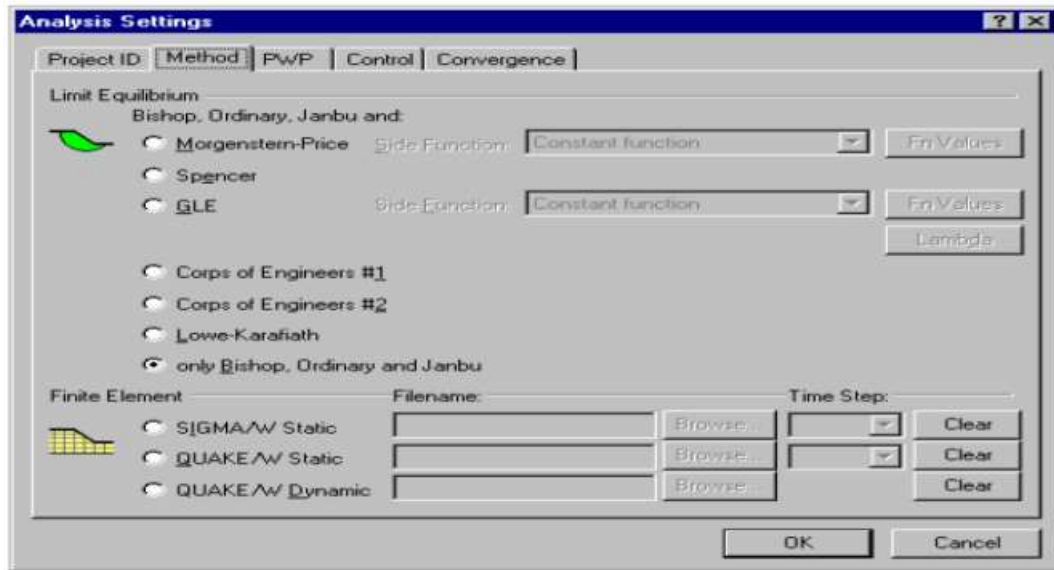 Analysis Settings
Project ID Method PWP Control Convergence
Limit Equilibrium
Bishop, Ordinary, Janbu and:
Morgenstern-Price Side Function: Constant function Fn Values
Spencer
GLE Side Function: Constant function Fn Values
Lambda
Corps of Engineers #1
Corps of Engineers #2
Lowe-Karafiath
only Bishop, Ordinary and Janbu
Finite Element Filename: Time Step:
SIGMA/W Static Browse... Clear
QUAKE/W Static Browse... Clear
QUAKE/W Dynamic Browse... Clear
OK Cancel